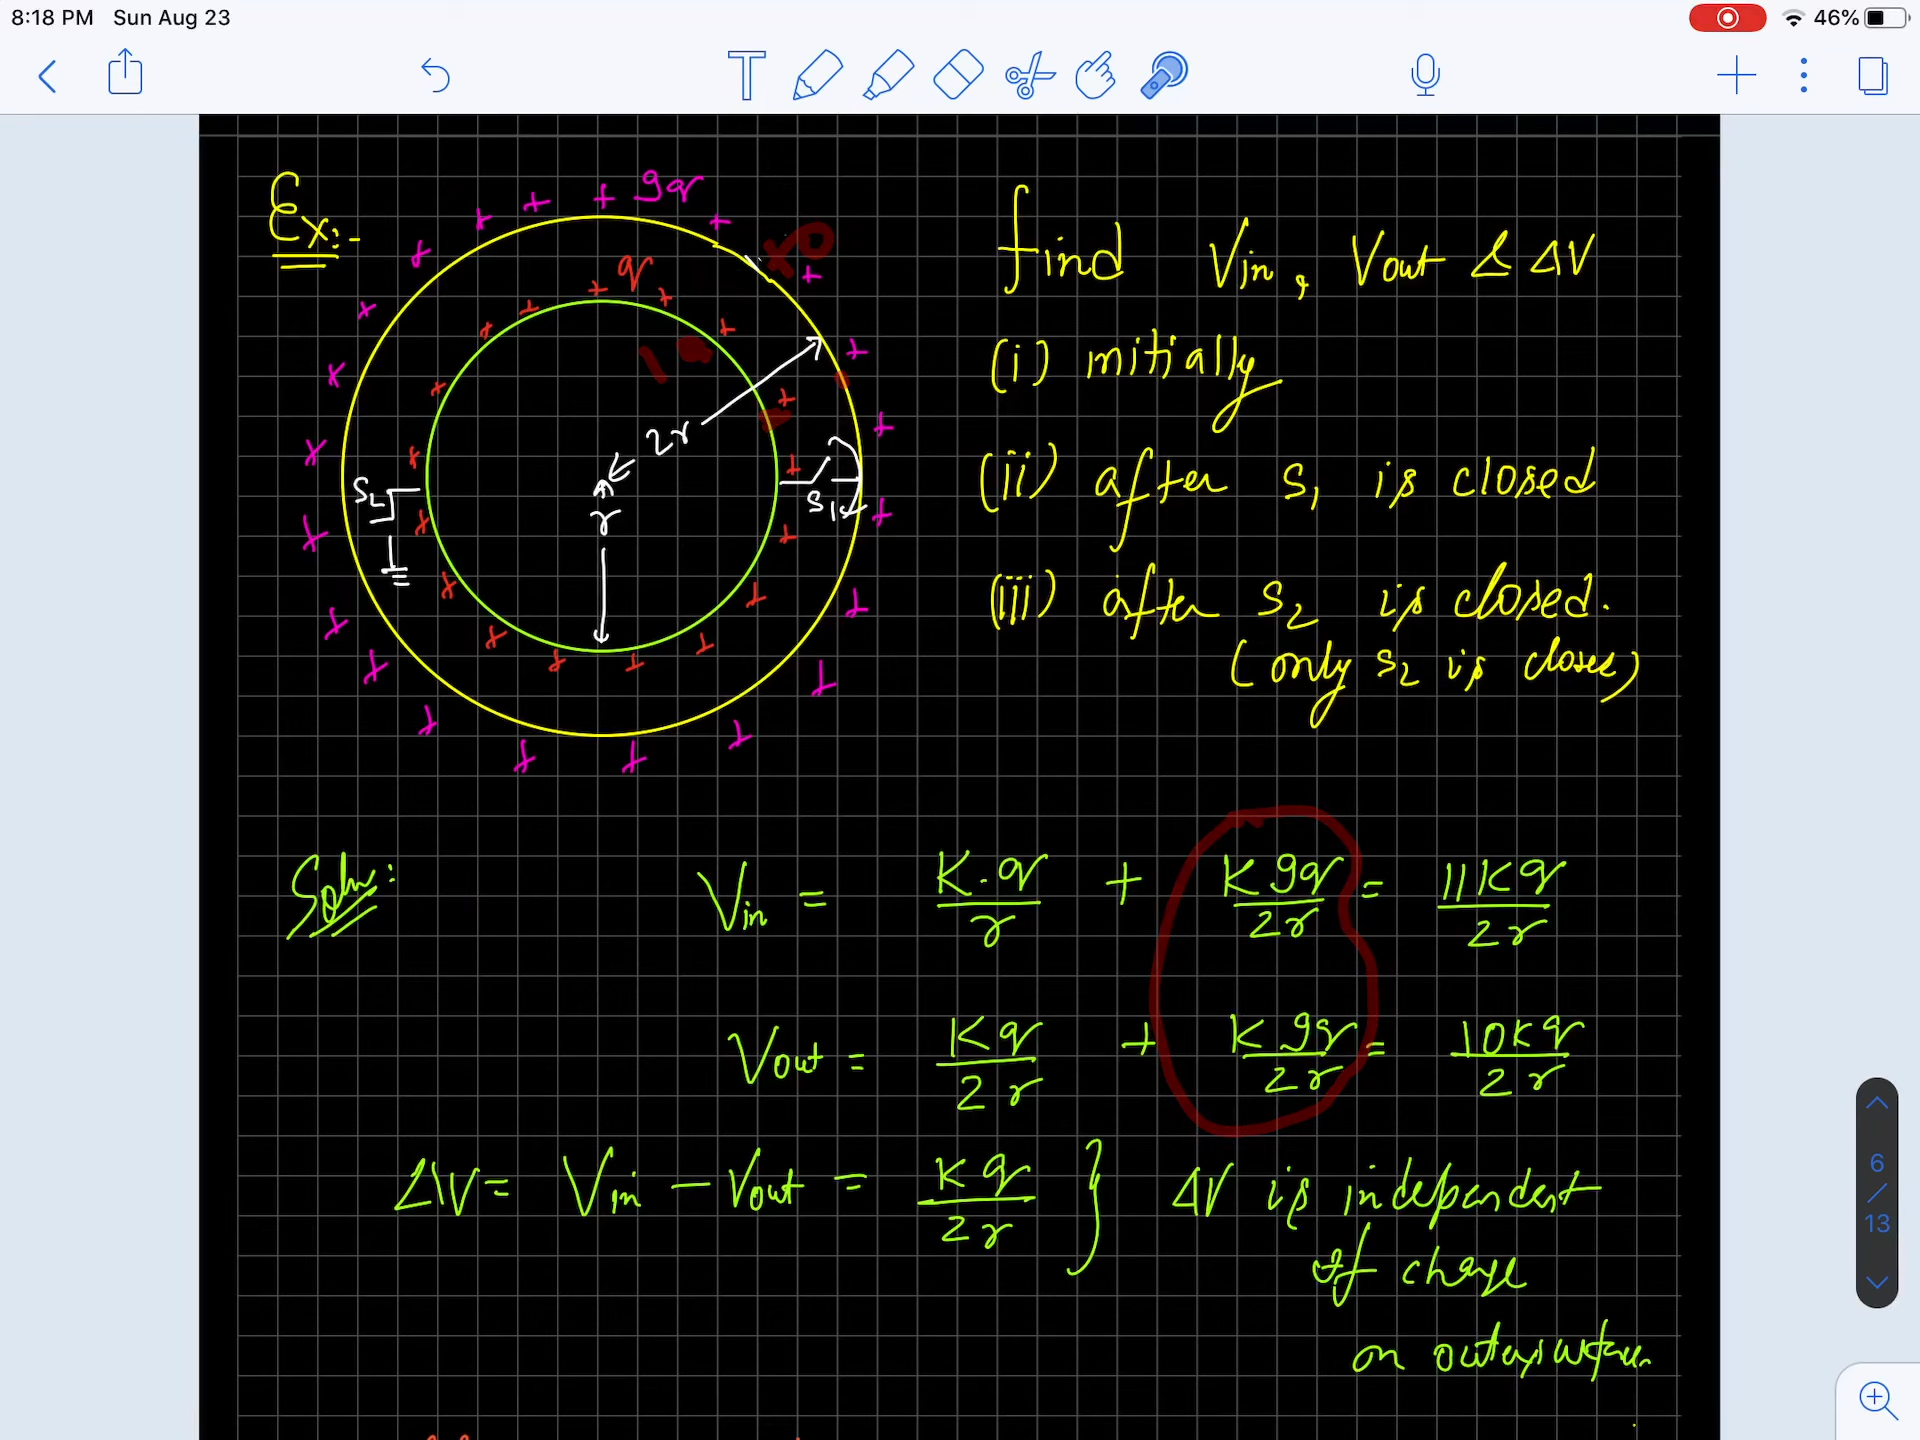 8:18 PM Sun Aug 23 46%
Ex:-
9q
q
2r
r
S1
S2
find Vin, Vout & ΔV
(i) initially
(ii) after S1 is closed
(iii) after S2 is closed.
(only S2 is closed)
Soln:
Vin = K.q/r + K9q/2r = 11Kq/2r
Vout = Kq/2r + K9q/2r = 10Kq/2r
ΔV = Vin - Vout = Kq/2r } ΔV is independent
of charge
on outer surface.
6
/
13